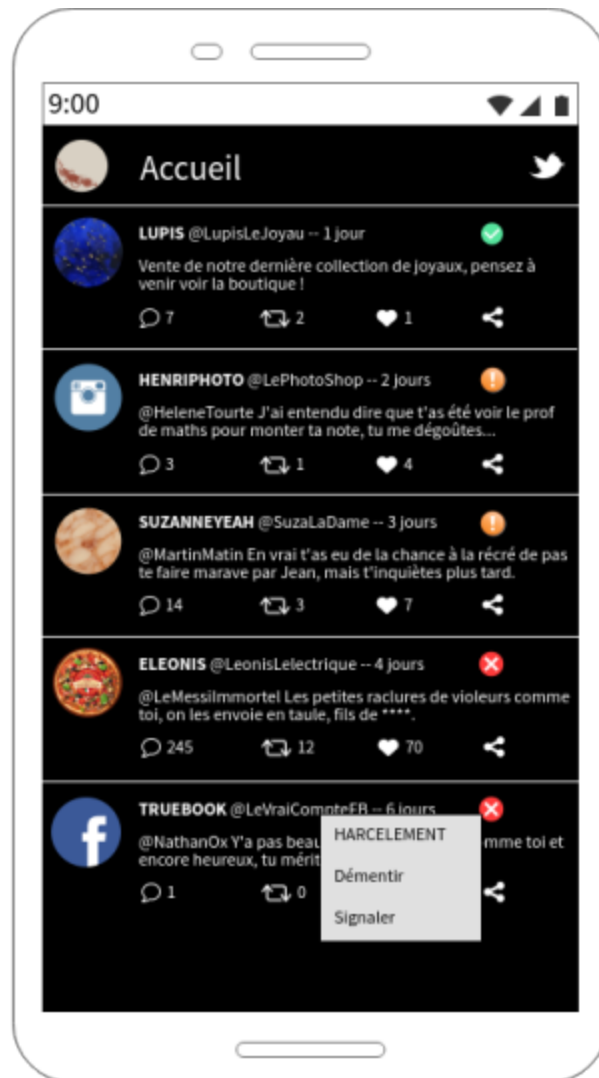 9:00
Accueil
LUPIS @LupisLeJoyau -- 1 jour
Vente de notre dernière collection de joyaux, pensez à
venir voir la boutique !
7 2 1
HENRIPHOTO @LePhotoShop -- 2 jours
@HeleneTourte J'ai entendu dire que t'as été voir le prof
de maths pour monter ta note, tu me dégoûtes...
3 1 4
SUZANNEYEAH @SuzaLaDame -- 3 jours
@MartinMatin En vrai t'as eu de la chance à la récré de pas
te faire marave par Jean, mais t'inquiètes plus tard.
14 3 7
ELEONIS @LeonisLelectrique -- 4 jours
@LeMessiImmortel Les petites raclures de violeurs comme
toi, on les envoie en taule, fils de ****.
245 12 70
TRUEBOOK @LeVraiCompteFB -- 6 jours
HARCELEMENT
@NathanOx Y'a pas mme toi et
encore heureux, tu
Démentir
1 0
Signaler